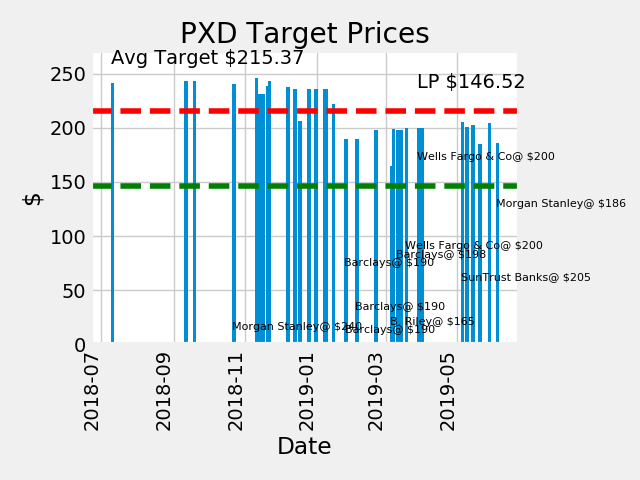 PXD Target Prices
Avg Target $215.37
LP $146.52
250
200
150
100
50
0
$
Wells Fargo & Co@ $200
Morgan Stanley@ $186
Wells Fargo & Co@ $200
Barclays@ $198
Barclays@ $190
SunTrust Banks@ $205
Barclays@ $190
B. Riley@ $165
Morgan Stanley@ $240
Barclays@ $190
2018-07
2018-09
2018-11
2019-01
2019-03
2019-05
Date